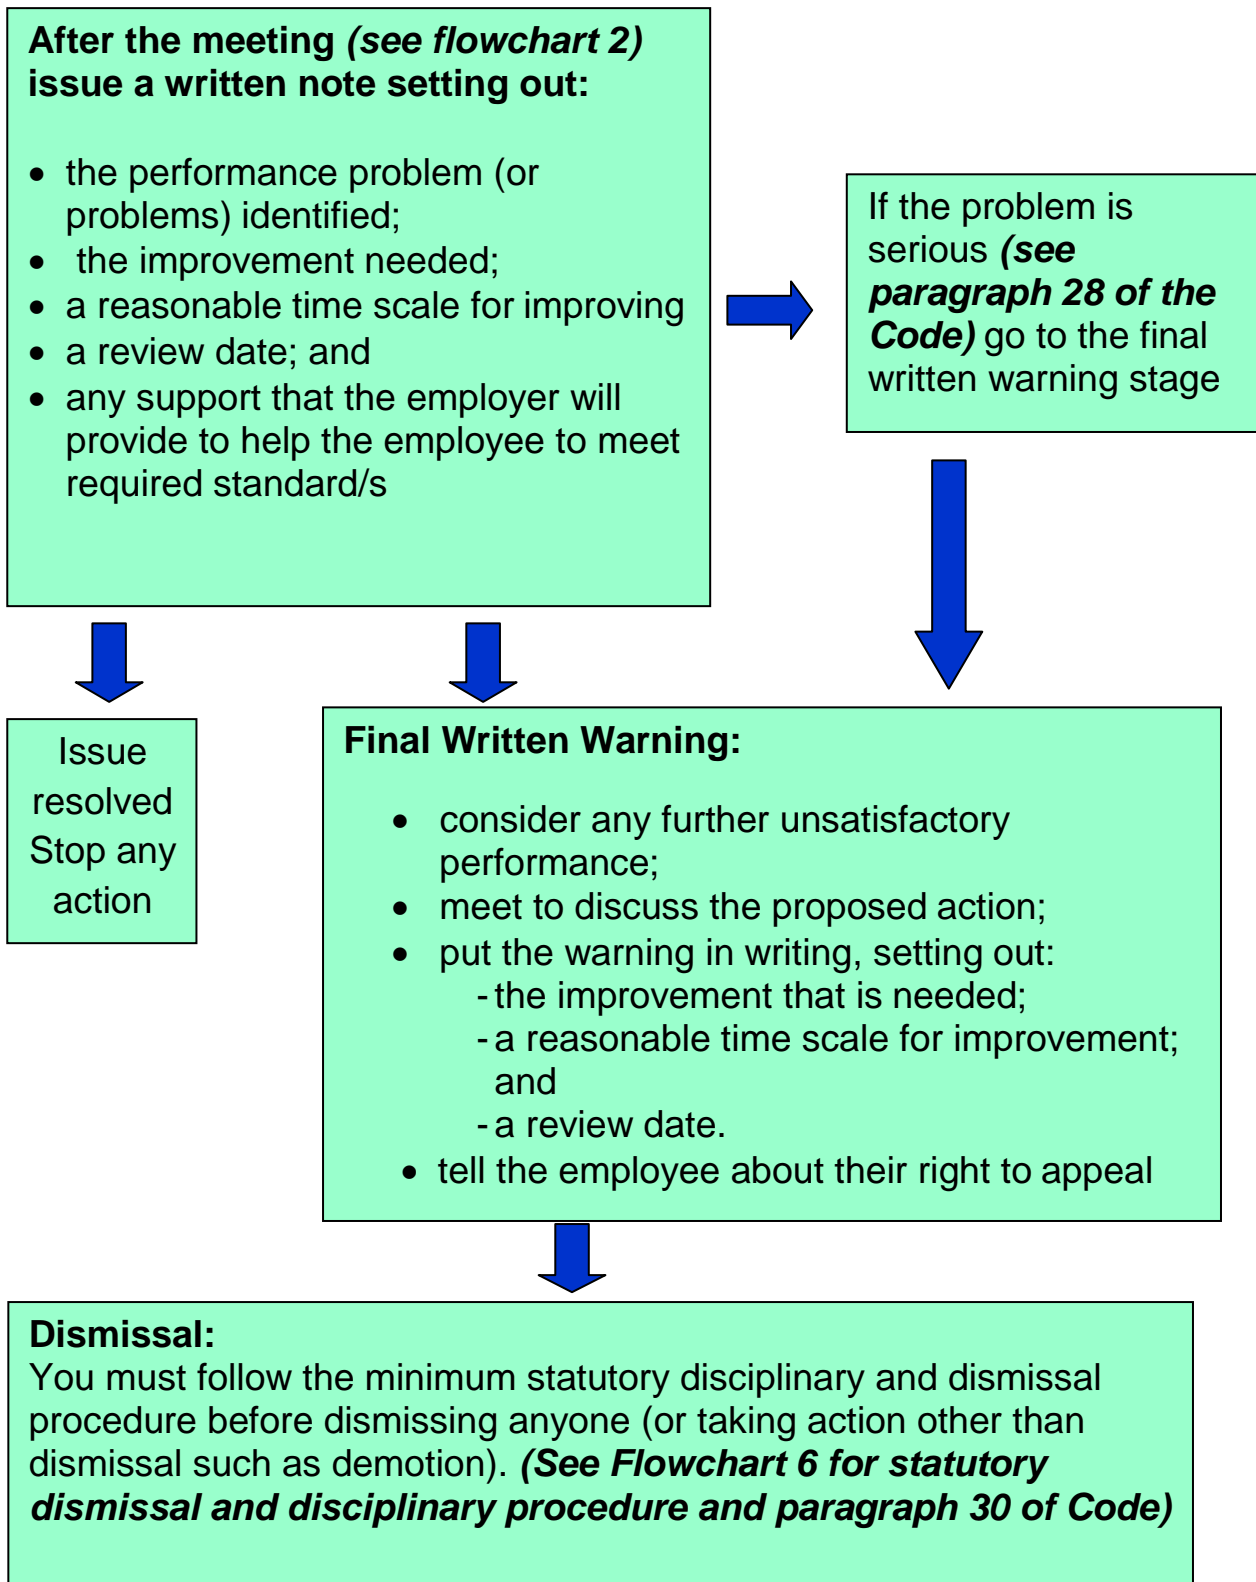 After the meeting (see flowchart 2)
issue a written note setting out:
• the performance problem (or
problems) identified;
• the improvement needed;
• a reasonable time scale for improving
• a review date; and
• any support that the employer will
provide to help the employee to meet
required standard/s
If the problem is
serious (see
paragraph 28 of the
Code) go to the final
written warning stage
Issue
resolved
Stop any
action
Final Written Warning:
• consider any further unsatisfactory
performance;
• meet to discuss the proposed action;
• put the warning in writing, setting out:
- the improvement that is needed;
- a reasonable time scale for improvement;
and
- a review date.
• tell the employee about their right to appeal
Dismissal:
You must follow the minimum statutory disciplinary and dismissal
procedure before dismissing anyone (or taking action other than
dismissal such as demotion). (See Flowchart 6 for statutory
dismissal and disciplinary procedure and paragraph 30 of Code)